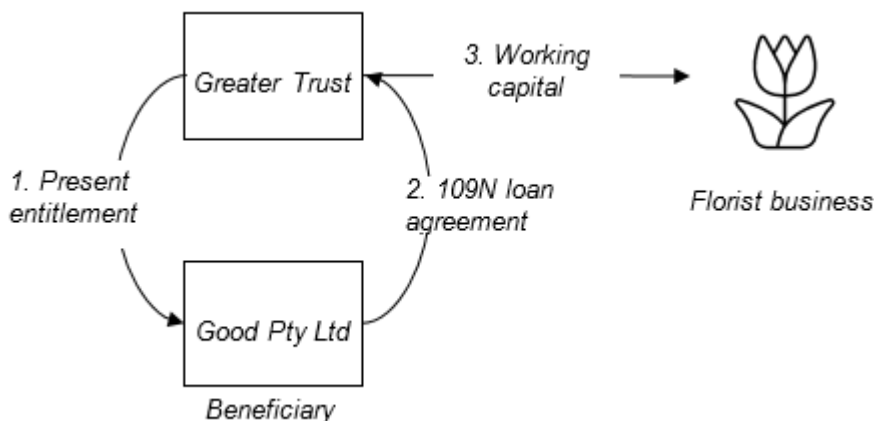 Greater Trust
3. Working
capital
1. Present
entitlement
2. 109N loan
agreement
Florist business
Good Pty Ltd
Beneficiary